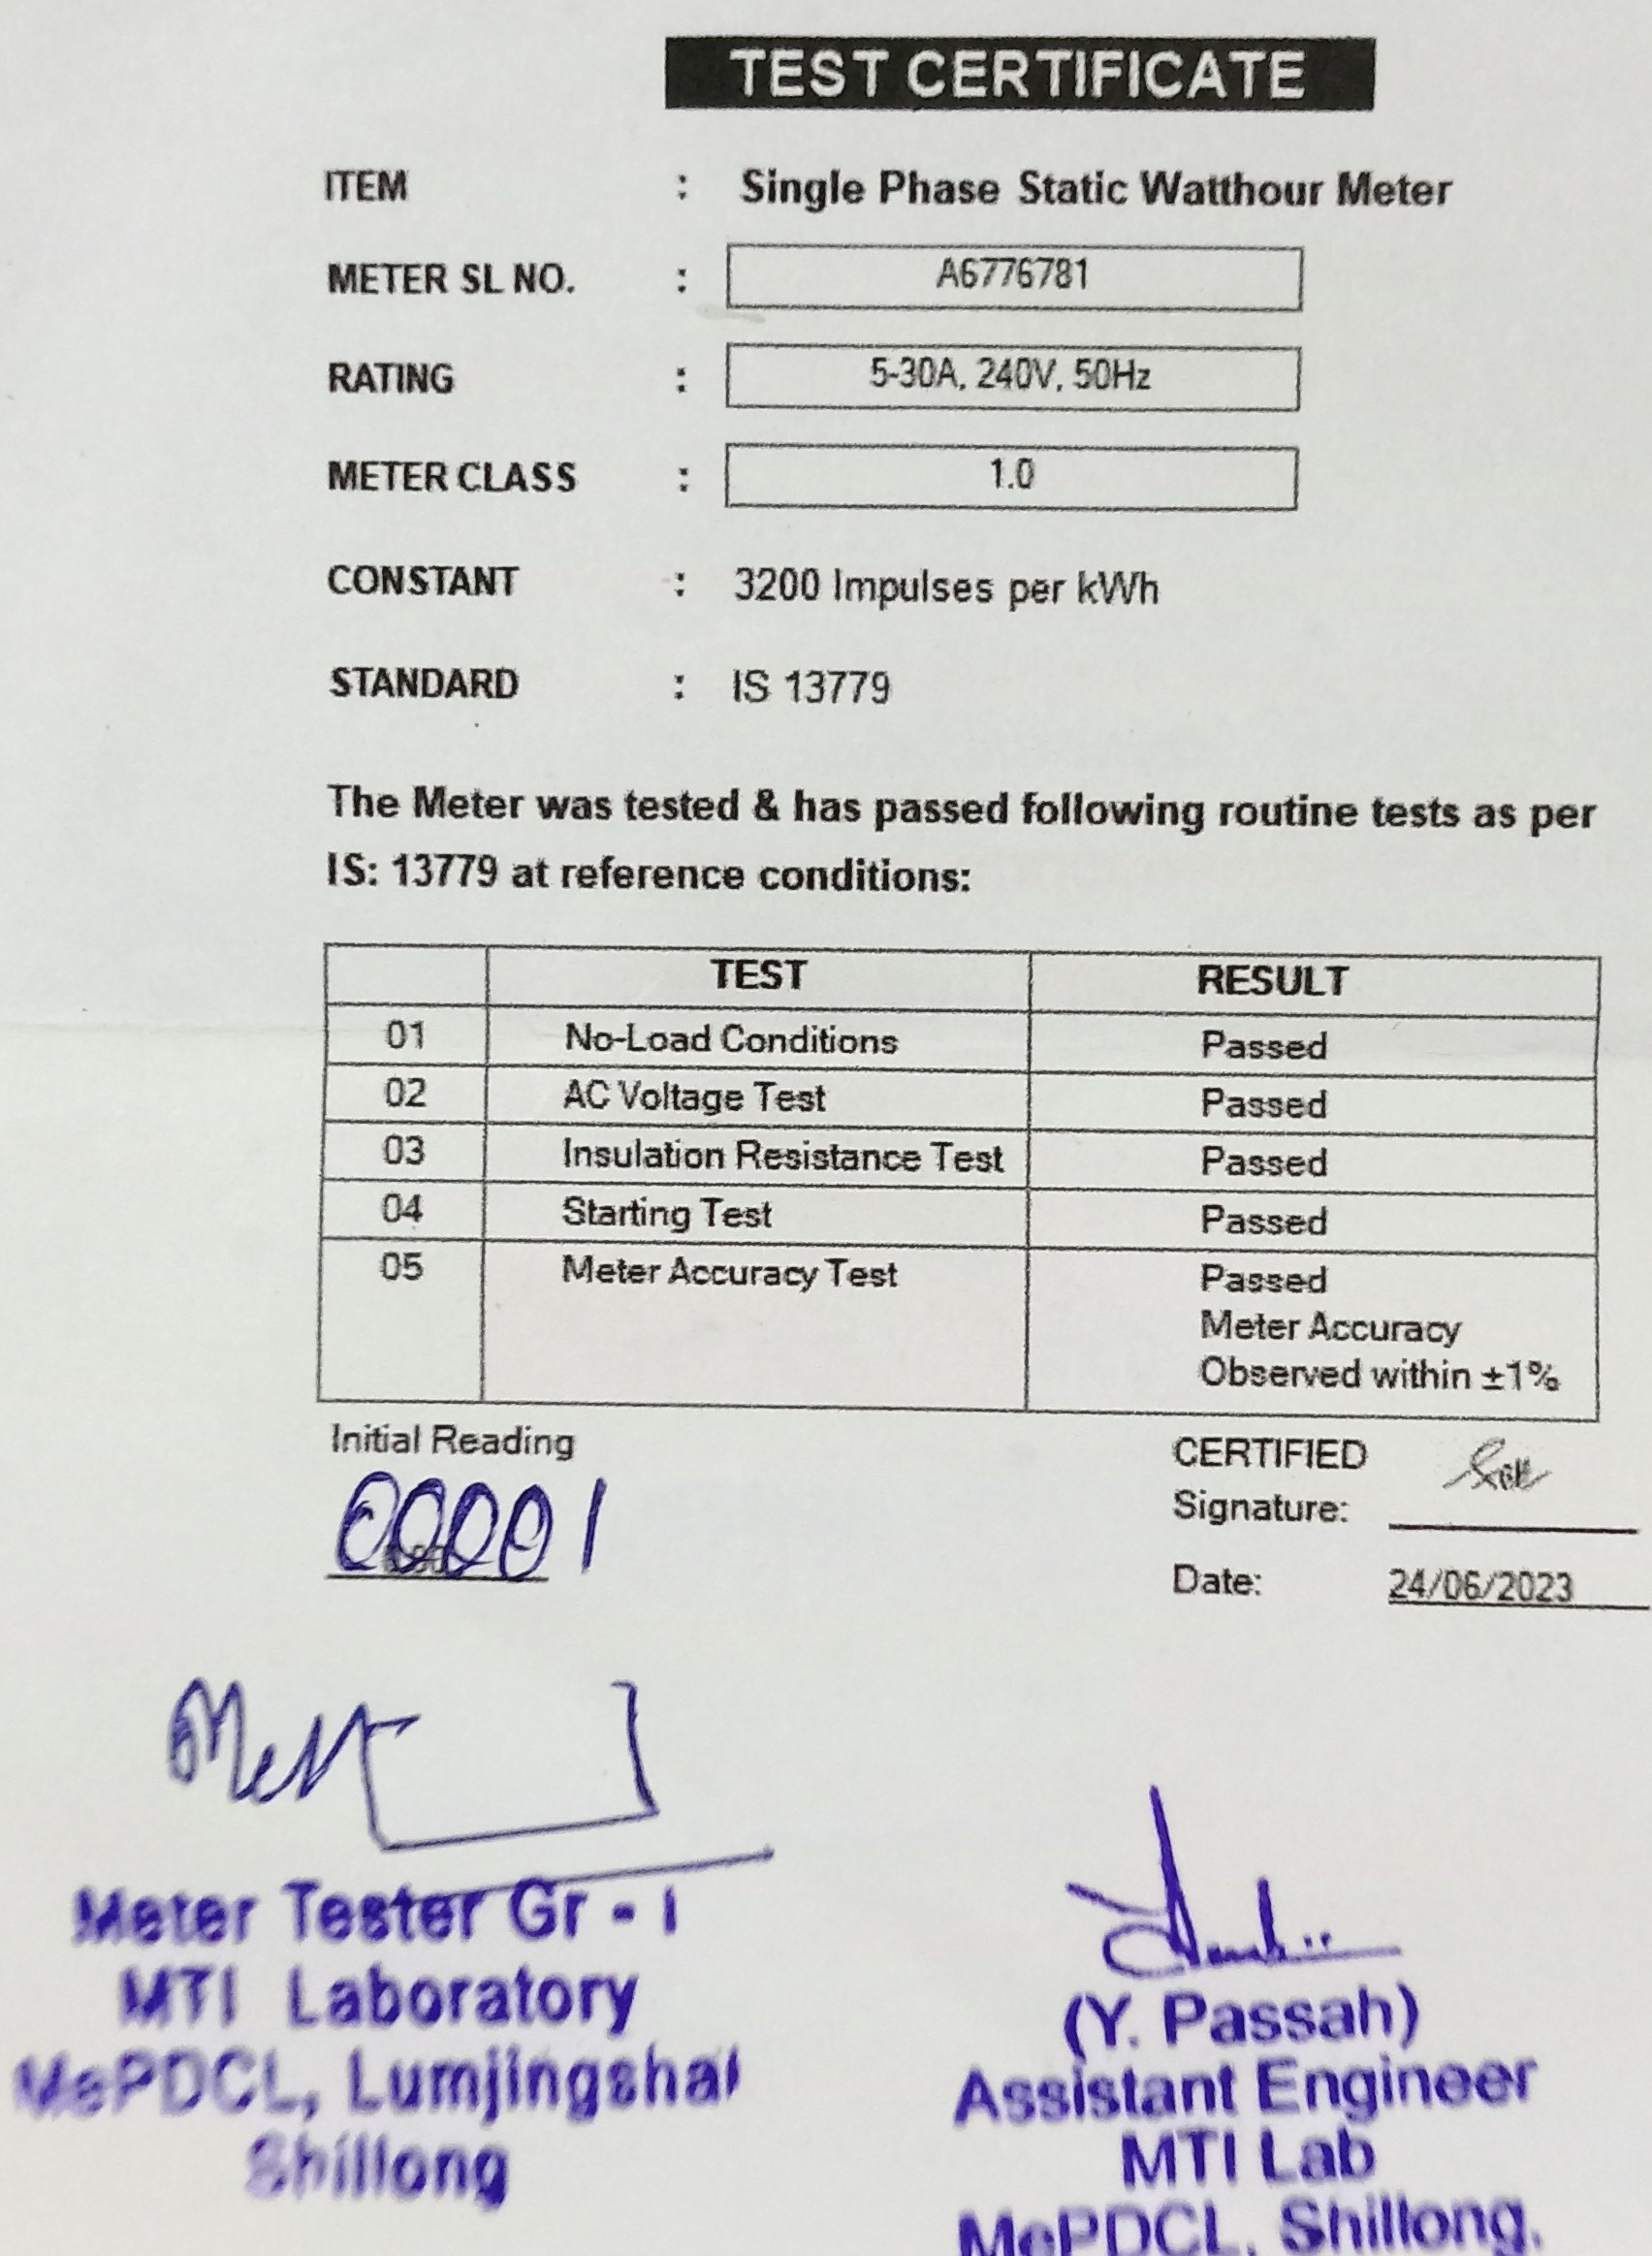 TEST CERTIFICATE
ITEM : Single Phase Static Watthour Meter
METER SL NO. : A6776781
RATING : 5-30A, 240V, 50Hz
METER CLASS : 1.0
CONSTANT : 3200 Impulses per kWh
STANDARD : IS 13779
The Meter was tested & has passed following routine tests as per
IS: 13779 at reference conditions:
TEST RESULT
01 No-Load Conditions Passed
02 AC Voltage Test Passed
03 Insulation Resistance Test Passed
04 Starting Test Passed
05 Meter Accuracy Test Passed
Meter Accuracy
Observed within ±1%
Initial Reading
00001
CERTIFIED
Signature:
Date: 24/06/2023
Meter Tester Gr - I
MTI Laboratory
MePDCL, Lumjingshai
Shillong
(Y. Passah)
Assistant Engineer
MTI Lab
MePDCL, Shillong.